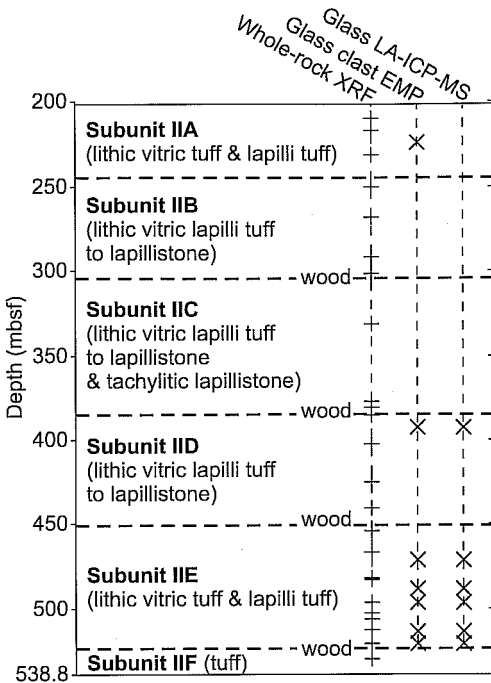 Glass LA-ICP-MS
Glass clast EMP
Whole-rock XRF
200
Subunit IIA
(lithic vitric tuff & lapilli tuff)
250
Subunit IIB
(lithic vitric lapilli tuff
to lapillistone)
300
wood
Subunit IIC
(lithic vitric lapilli tuff
to lapillistone
& tachylitic lapillistone)
350
Depth (mbsf)
wood
400
Subunit IID
(lithic vitric lapilli tuff
to lapillistone)
450
wood
Subunit IIE
(lithic vitric tuff & lapilli tuff)
500
wood
Subunit IIF (tuff)
538.8